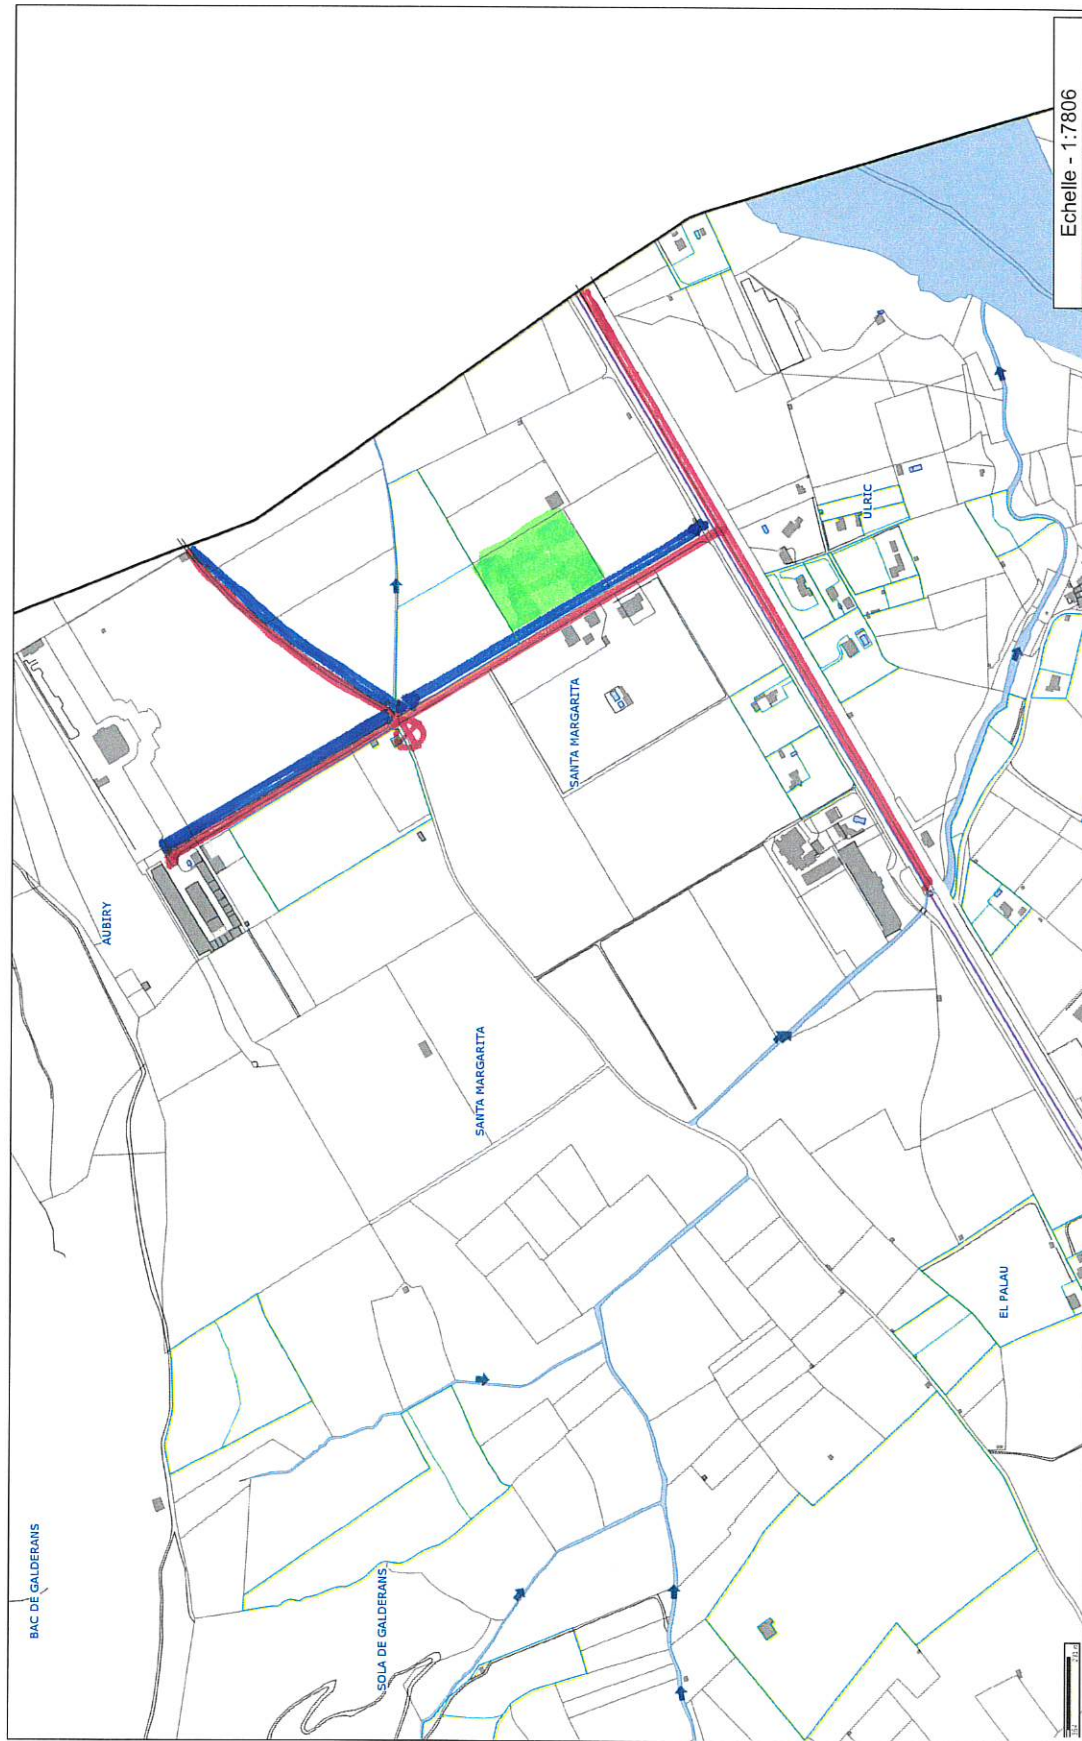 BAC DE GALDERANS
AUBIRY
SOLA DE GALDERANS
SANTA MARGARITA
SANTA MARGARITA
ULRIC
EL PALAU
Echelle - 1:7806